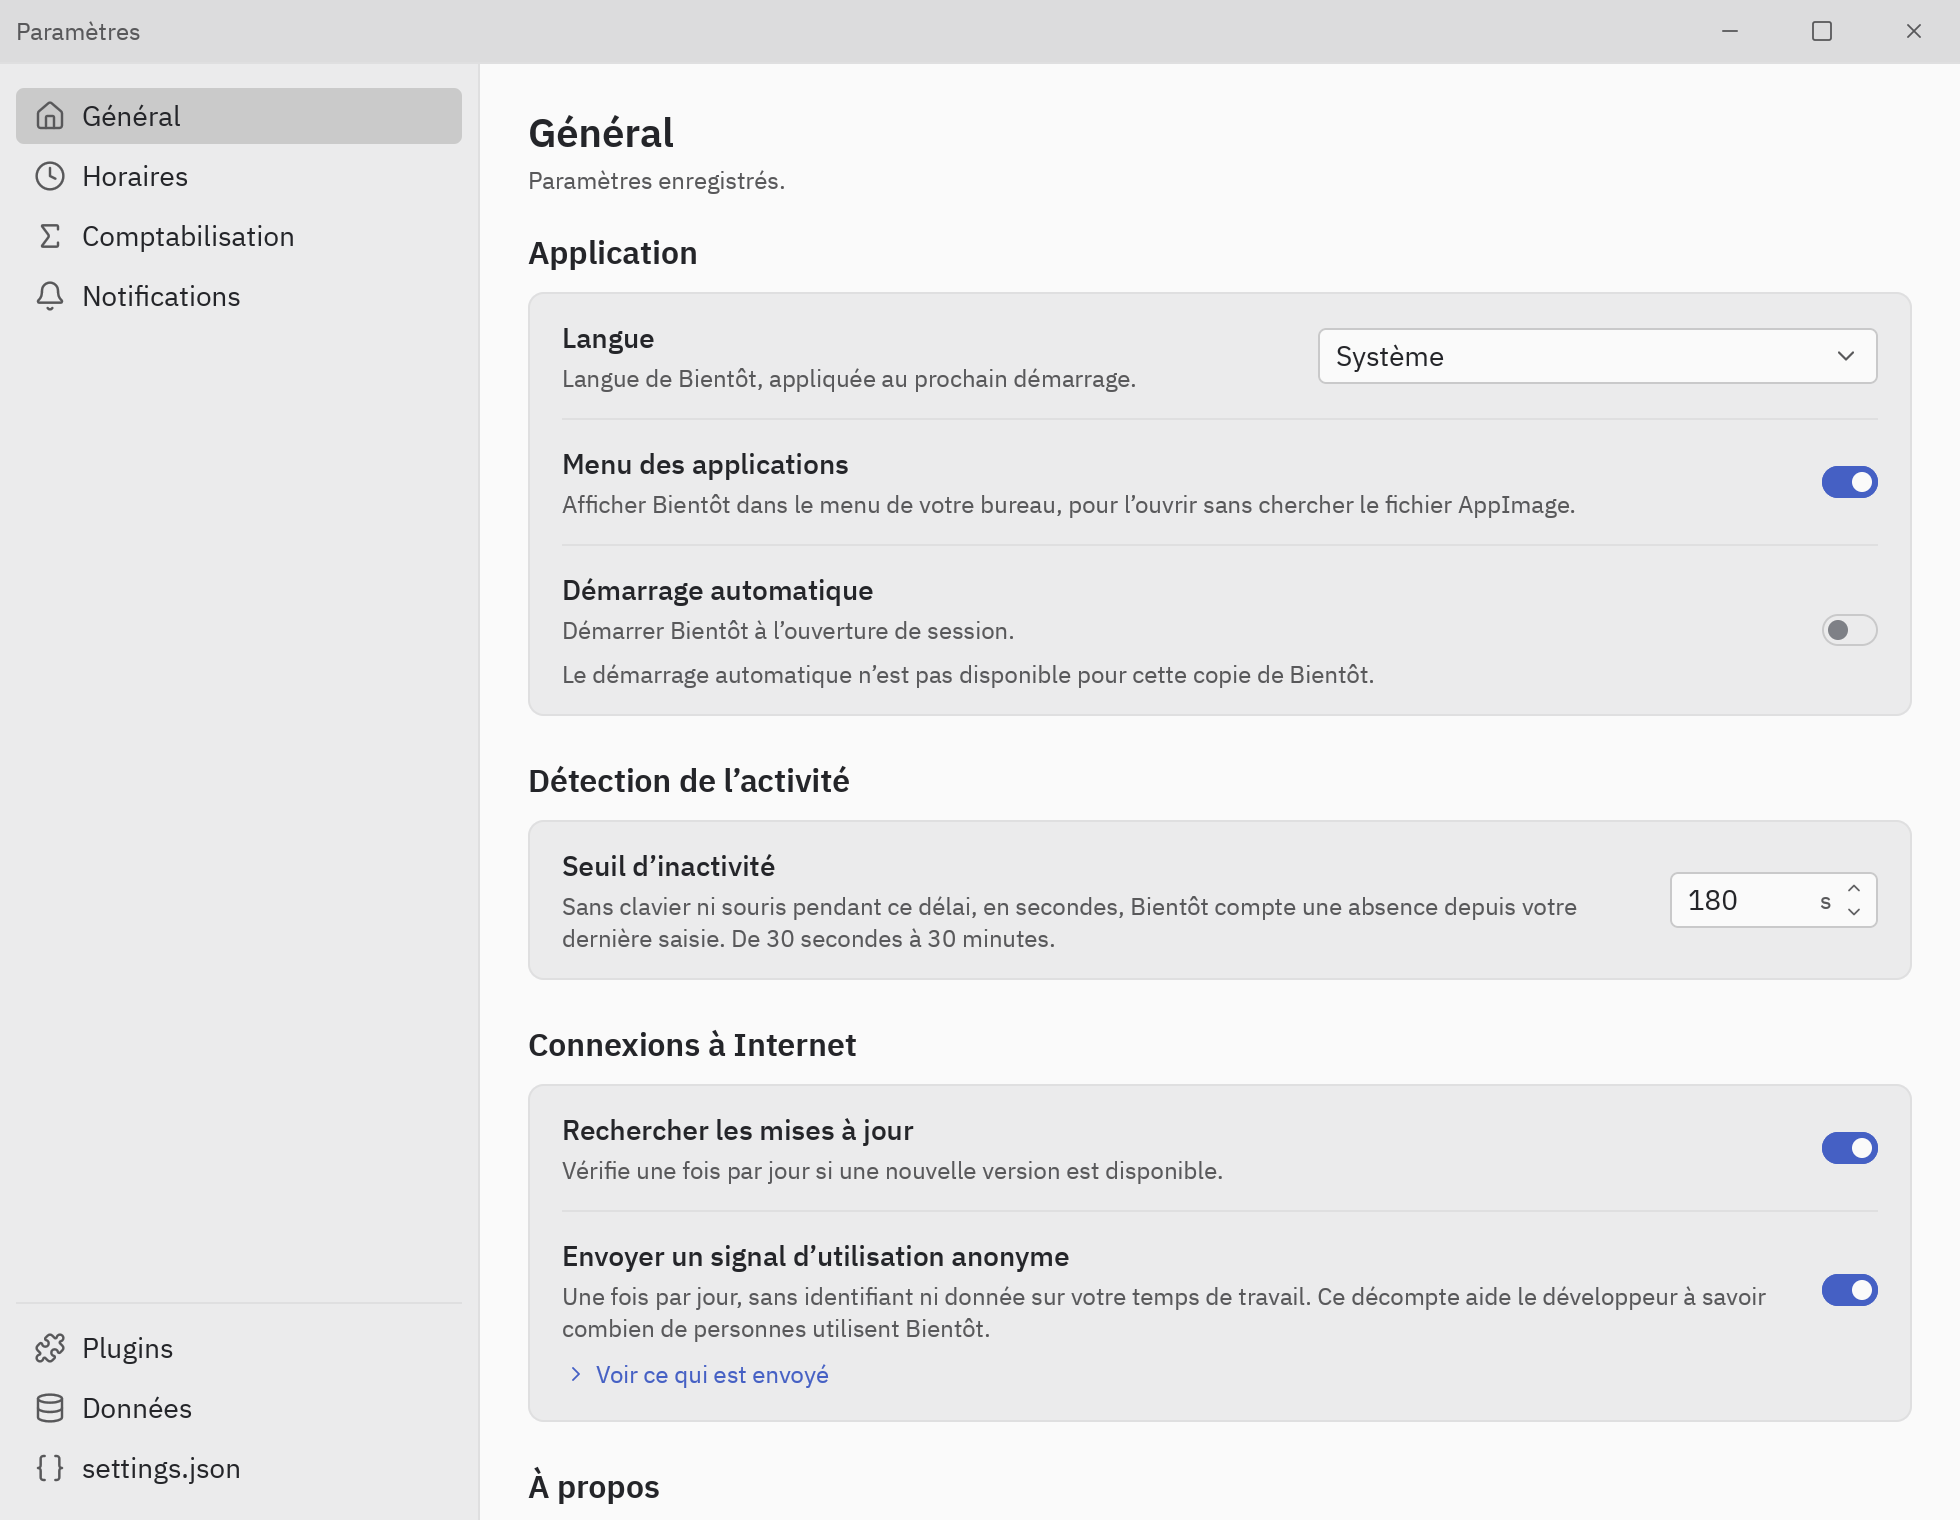 Paramètres
Général
Horaires
Comptabilisation
Notifications
Plugins
Données
settings.json
Général
Paramètres enregistrés.
Application
Langue
Langue de Bientôt, appliquée au prochain démarrage.
Système
Menu des applications
Afficher Bientôt dans le menu de votre bureau, pour l’ouvrir sans chercher le fichier AppImage.
Démarrage automatique
Démarrer Bientôt à l’ouverture de session.
Le démarrage automatique n’est pas disponible pour cette copie de Bientôt.
Détection de l’activité
Seuil d’inactivité
Sans clavier ni souris pendant ce délai, en secondes, Bientôt compte une absence depuis votre
dernière saisie. De 30 secondes à 30 minutes.
180 s
Connexions à Internet
Rechercher les mises à jour
Vérifie une fois par jour si une nouvelle version est disponible.
Envoyer un signal d’utilisation anonyme
Une fois par jour, sans identifiant ni donnée sur votre temps de travail. Ce décompte aide le développeur à savoir
combien de personnes utilisent Bientôt.
Voir ce qui est envoyé
À propos